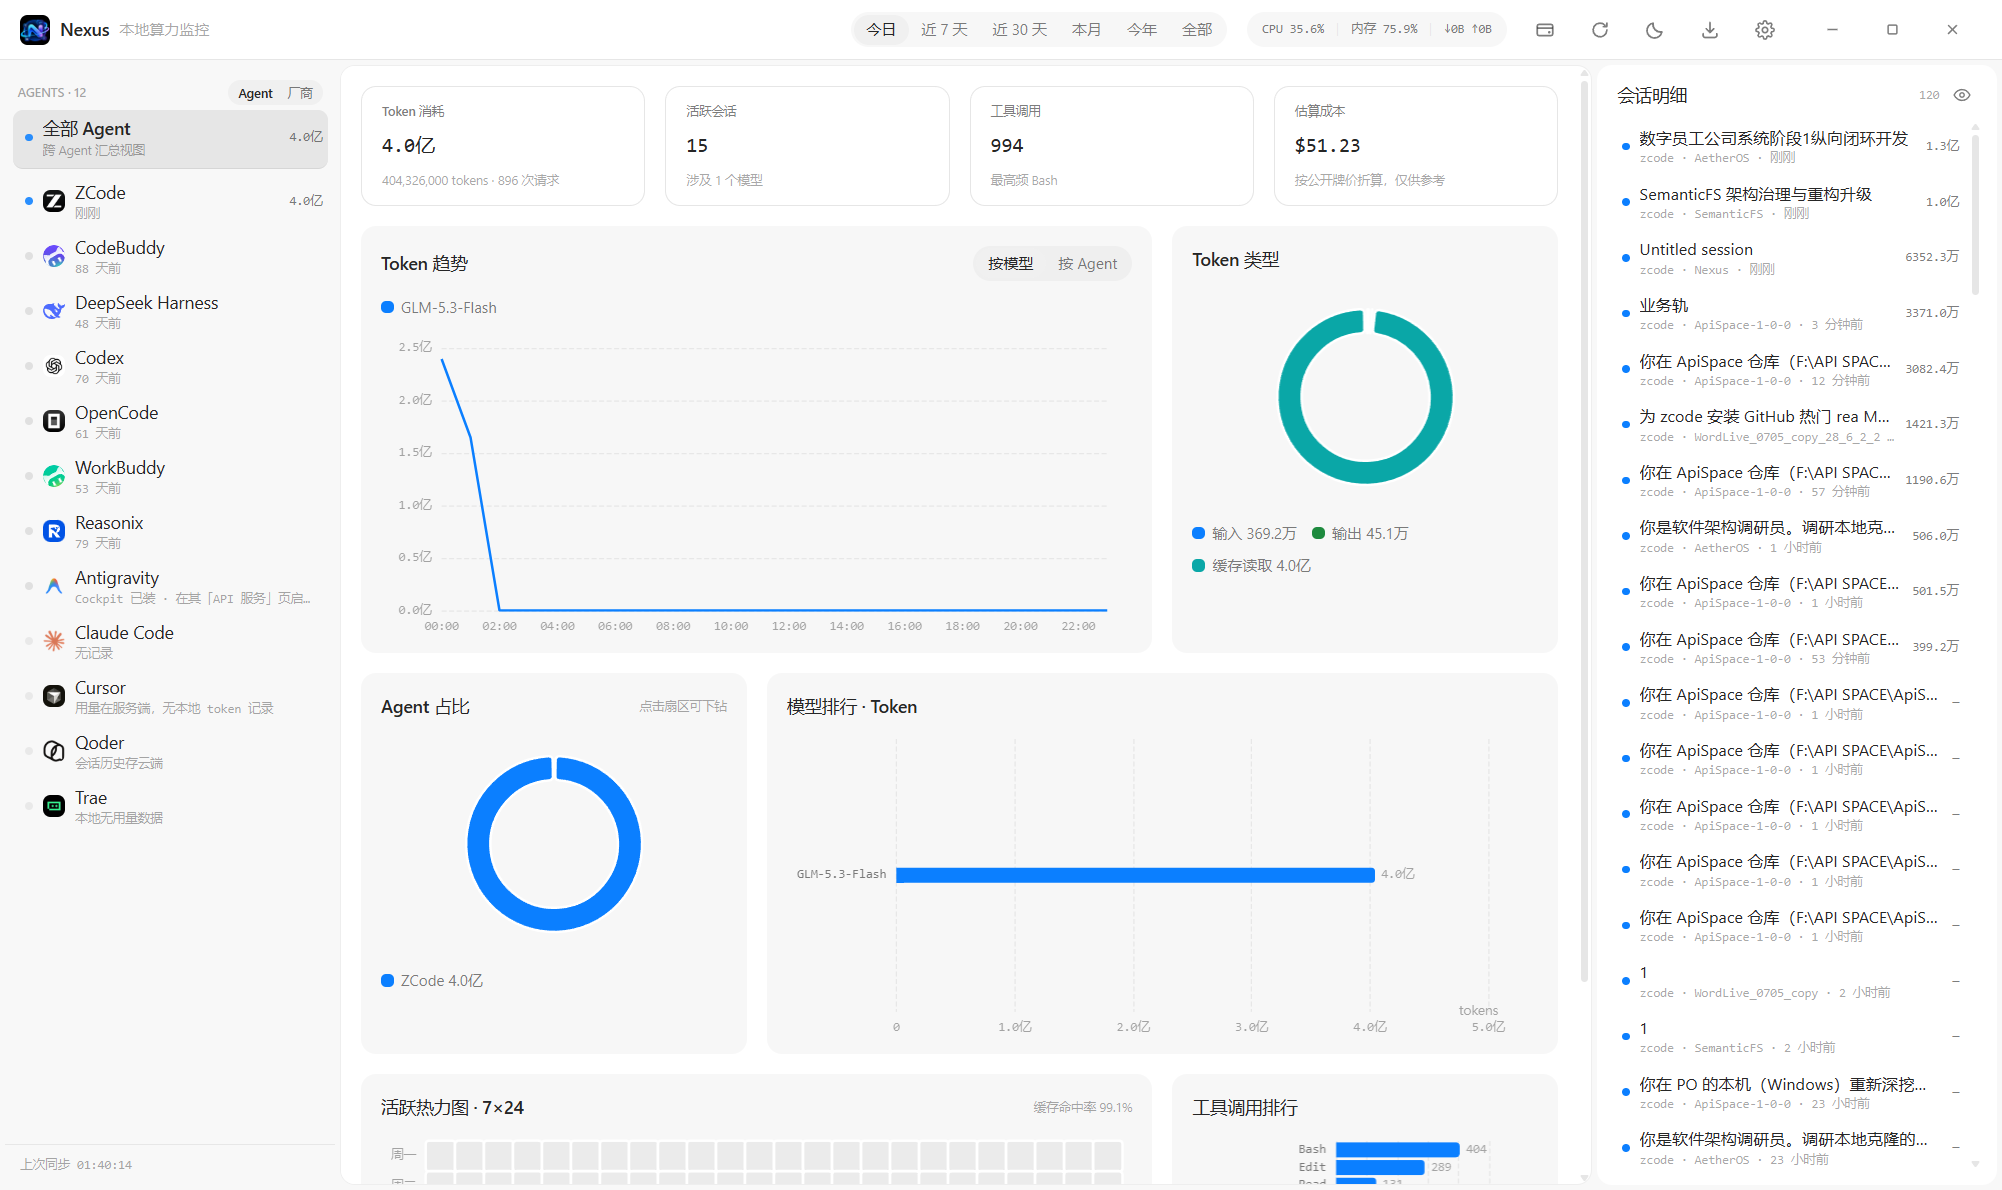 Nexus 本地算力监控
今日 近 7 天 近 30 天 本月 今年 全部
CPU 35.6% 内存 75.9% ↓0B ↑0B
AGENTS · 12
Agent 厂商
全部 Agent
跨 Agent 汇总视图
4.0亿
ZCode
刚刚
4.0亿
CodeBuddy
88 天前
DeepSeek Harness
48 天前
Codex
70 天前
OpenCode
61 天前
WorkBuddy
53 天前
Reasonix
79 天前
Antigravity
Cockpit 已装 · 在其「API 服务」页启…
Claude Code
无记录
Cursor
用量在服务端，无本地 token 记录
Qoder
会话历史存云端
Trae
本地无用量数据
上次同步 01:40:14
Token 消耗
4.0亿
404,326,000 tokens · 896 次请求
活跃会话
15
涉及 1 个模型
工具调用
994
最高频 Bash
估算成本
$51.23
按公开牌价折算，仅供参考
Token 趋势
按模型 按 Agent
GLM-5.3-Flash
2.5亿
2.0亿
1.5亿
1.0亿
0.5亿
0.0亿
00:00 02:00 04:00 06:00 08:00 10:00 12:00 14:00 16:00 18:00 20:00 22:00
Token 类型
输入 369.2万 输出 45.1万
缓存读取 4.0亿
Agent 占比
点击扇区可下钻
ZCode 4.0亿
模型排行 · Token
GLM-5.3-Flash 4.0亿
tokens
0 1.0亿 2.0亿 3.0亿 4.0亿 5.0亿
活跃热力图 · 7×24
缓存命中率 99.1%
周一
周二
工具调用排行
Bash 404
Edit 289
Read 131
会话明细
120
数字员工公司系统阶段1纵向闭环开发
zcode · AetherOS · 刚刚
1.3亿
SemanticFS 架构治理与重构升级
zcode · SemanticFS · 刚刚
1.0亿
Untitled session
zcode · Nexus · 刚刚
6352.3万
业务轨
zcode · ApiSpace-1-0-0 · 3 分钟前
3371.0万
你在 ApiSpace 仓库（F:\API SPAC...
zcode · ApiSpace-1-0-0 · 12 分钟前
3082.4万
为 zcode 安装 GitHub 热门 rea M...
zcode · WordLive_0705_copy_28_6_2_2 …
1421.3万
你在 ApiSpace 仓库（F:\API SPAC...
zcode · ApiSpace-1-0-0 · 57 分钟前
1190.6万
你是软件架构调研员。调研本地克...
zcode · AetherOS · 1 小时前
506.0万
你在 ApiSpace 仓库（F:\API SPACE...
zcode · ApiSpace-1-0-0 · 1 小时前
501.5万
你在 ApiSpace 仓库（F:\API SPACE...
zcode · ApiSpace-1-0-0 · 53 分钟前
399.2万
你在 ApiSpace 仓库（F:\API SPACE\ApiS...
zcode · ApiSpace-1-0-0 · 1 小时前
–
你在 ApiSpace 仓库（F:\API SPACE\ApiS...
zcode · ApiSpace-1-0-0 · 1 小时前
–
你在 ApiSpace 仓库（F:\API SPACE\ApiS...
zcode · ApiSpace-1-0-0 · 1 小时前
–
你在 ApiSpace 仓库（F:\API SPACE\ApiS...
zcode · ApiSpace-1-0-0 · 1 小时前
–
你在 ApiSpace 仓库（F:\API SPACE\ApiS...
zcode · ApiSpace-1-0-0 · 1 小时前
–
1
zcode · WordLive_0705_copy · 2 小时前
–
1
zcode · SemanticFS · 2 小时前
–
你在 PO 的本机（Windows）重新深挖...
zcode · ApiSpace-1-0-0 · 23 小时前
–
你是软件架构调研员。调研本地克隆的...
zcode · AetherOS · 23 小时前
–